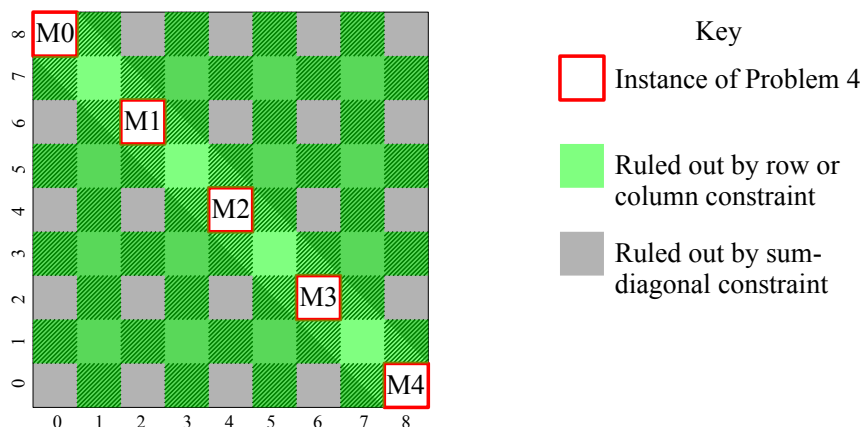 8 M0
7
6 M1
5
4 M2
3
2 M3
1
0 M4
0 1 2 3 4 5 6 7 8
Key
Instance of Problem 4
Ruled out by row or
column constraint
Ruled out by sum-
diagonal constraint